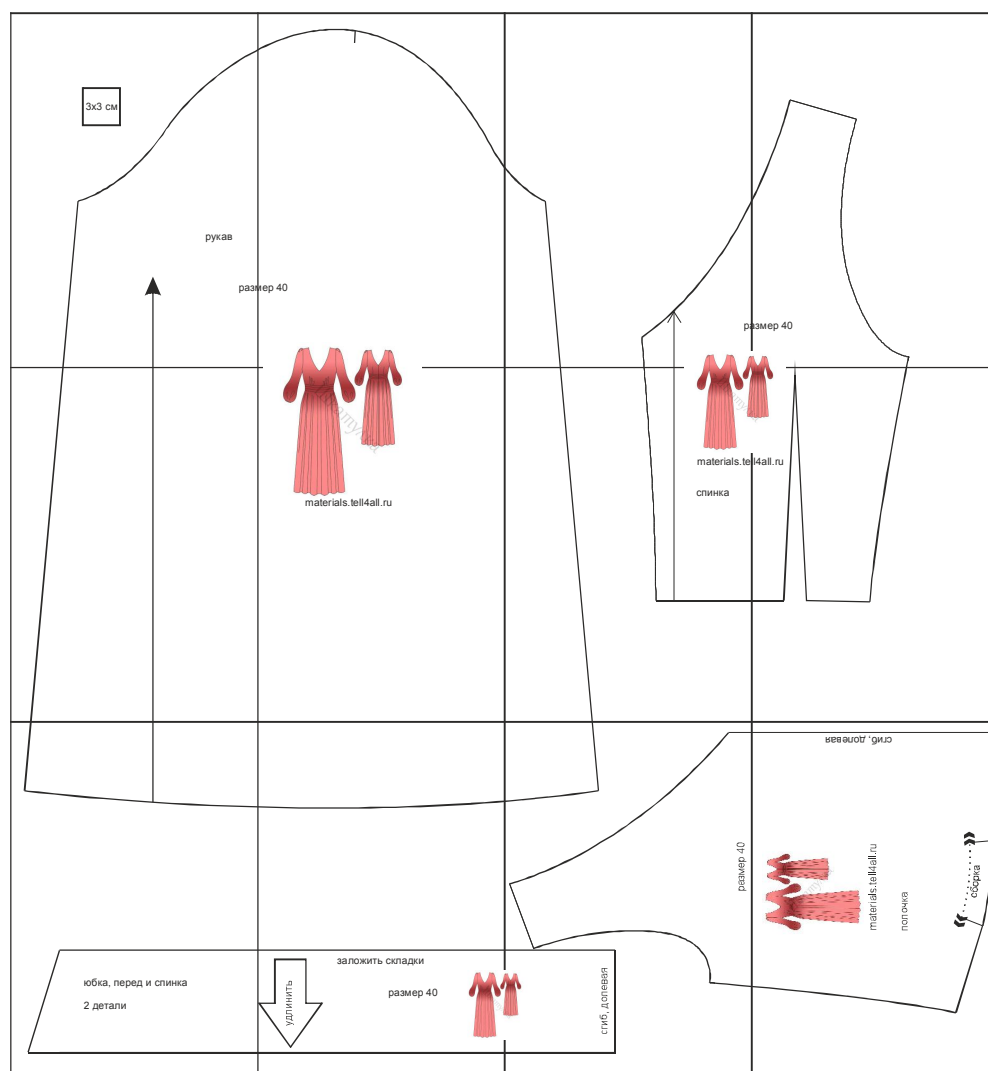 3x3 см
рукав
размер 40
materials.tell4all.ru
размер 40
materials.tell4all.ru
спинка
сгиб, долевая
размер 40
materials.tell4all.ru
полочка
сборка
заложить складки
юбка, перед и спинка
2 детали
удлинить
размер 40
сгиб, долевая